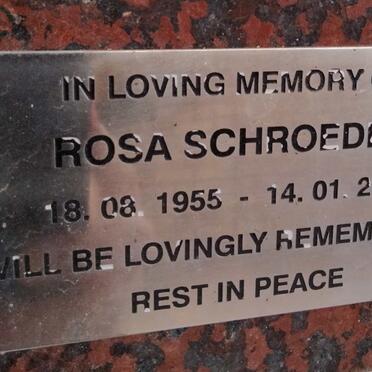 IN LOVING MEMORY
ROSA SCHROEDE
18. 08. 1955 - 14. 01. 2
WILL BE LOVINGLY REMEM
REST IN PEACE